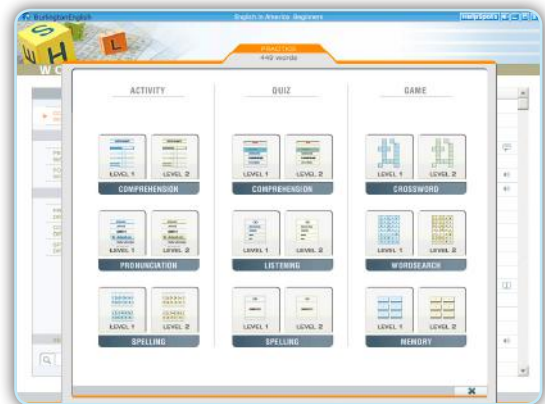 BurlingtonEnglish
English in America: Beginners
S
H
W
L
PRACTICE
449 words
W O
ACTIVITY
QUIZ
GAME
LEVEL 1
LEVEL 2
LEVEL 1
LEVEL 2
LEVEL 1
LEVEL 2
COMPREHENSION
COMPREHENSION
CROSSWORD
LEVEL 1
LEVEL 2
LEVEL 1
LEVEL 2
LEVEL 1
LEVEL 2
PRONUNCIATION
LISTENING
WORDSEARCH
LEVEL 1
LEVEL 2
LEVEL 1
LEVEL 2
LEVEL 1
LEVEL 2
SPELLING
SPELLING
MEMORY